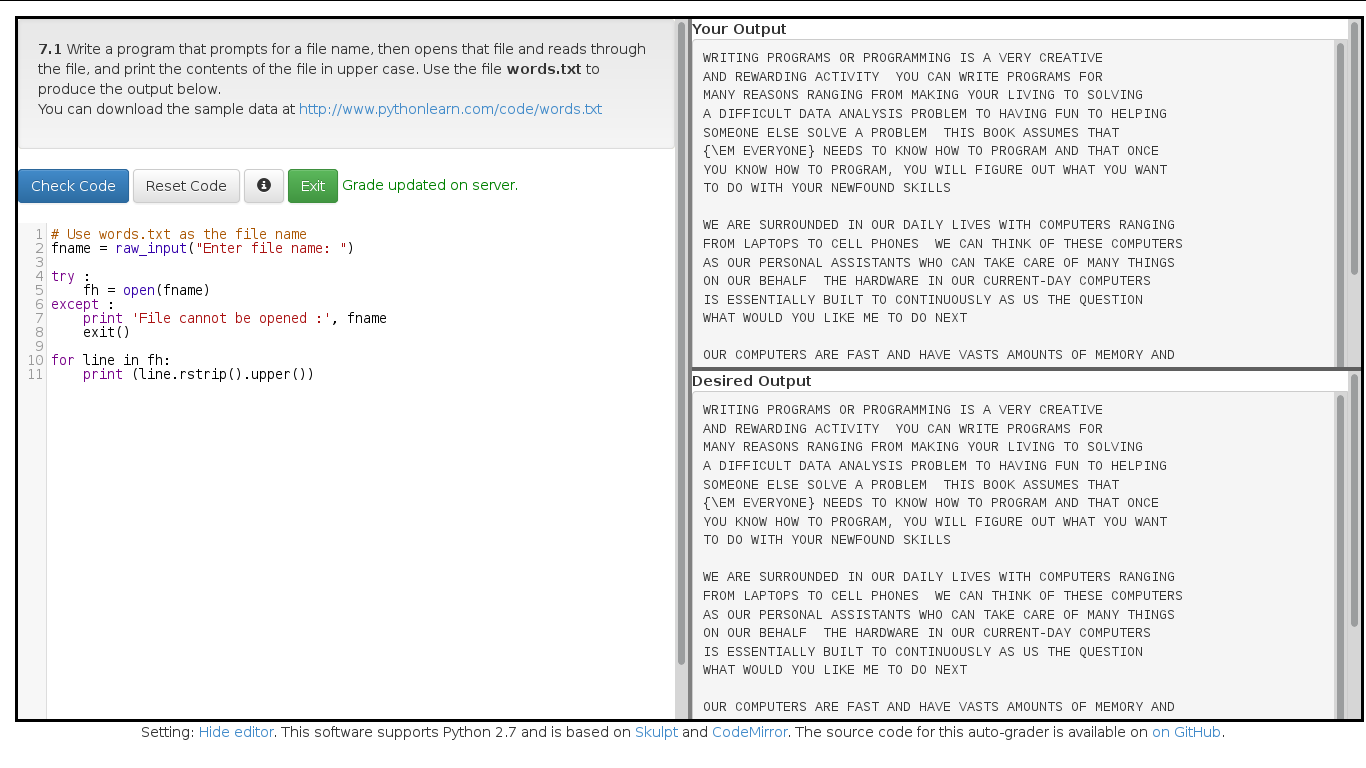 7.1 Write a program that prompts for a file name, then opens that file and reads through
the file, and print the contents of the file in upper case. Use the file words.txt to
produce the output below.
You can download the sample data at http://www.pythonlearn.com/code/words.txt
Check Code Reset Code Exit Grade updated on server.
1 # Use words.txt as the file name
2 fname = raw_input("Enter file name: ")
3
4 try :
5     fh = open(fname)
6 except :
7     print 'File cannot be opened :', fname
8     exit()
9
10 for line in fh:
11     print (line.rstrip().upper())
Your Output
WRITING PROGRAMS OR PROGRAMMING IS A VERY CREATIVE
AND REWARDING ACTIVITY  YOU CAN WRITE PROGRAMS FOR
MANY REASONS RANGING FROM MAKING YOUR LIVING TO SOLVING
A DIFFICULT DATA ANALYSIS PROBLEM TO HAVING FUN TO HELPING
SOMEONE ELSE SOLVE A PROBLEM  THIS BOOK ASSUMES THAT
{\EM EVERYONE} NEEDS TO KNOW HOW TO PROGRAM AND THAT ONCE
YOU KNOW HOW TO PROGRAM, YOU WILL FIGURE OUT WHAT YOU WANT
TO DO WITH YOUR NEWFOUND SKILLS
WE ARE SURROUNDED IN OUR DAILY LIVES WITH COMPUTERS RANGING
FROM LAPTOPS TO CELL PHONES  WE CAN THINK OF THESE COMPUTERS
AS OUR PERSONAL ASSISTANTS WHO CAN TAKE CARE OF MANY THINGS
ON OUR BEHALF  THE HARDWARE IN OUR CURRENT-DAY COMPUTERS
IS ESSENTIALLY BUILT TO CONTINUOUSLY AS US THE QUESTION
WHAT WOULD YOU LIKE ME TO DO NEXT
OUR COMPUTERS ARE FAST AND HAVE VASTS AMOUNTS OF MEMORY AND
Desired Output
WRITING PROGRAMS OR PROGRAMMING IS A VERY CREATIVE
AND REWARDING ACTIVITY  YOU CAN WRITE PROGRAMS FOR
MANY REASONS RANGING FROM MAKING YOUR LIVING TO SOLVING
A DIFFICULT DATA ANALYSIS PROBLEM TO HAVING FUN TO HELPING
SOMEONE ELSE SOLVE A PROBLEM  THIS BOOK ASSUMES THAT
{\EM EVERYONE} NEEDS TO KNOW HOW TO PROGRAM AND THAT ONCE
YOU KNOW HOW TO PROGRAM, YOU WILL FIGURE OUT WHAT YOU WANT
TO DO WITH YOUR NEWFOUND SKILLS
WE ARE SURROUNDED IN OUR DAILY LIVES WITH COMPUTERS RANGING
FROM LAPTOPS TO CELL PHONES  WE CAN THINK OF THESE COMPUTERS
AS OUR PERSONAL ASSISTANTS WHO CAN TAKE CARE OF MANY THINGS
ON OUR BEHALF  THE HARDWARE IN OUR CURRENT-DAY COMPUTERS
IS ESSENTIALLY BUILT TO CONTINUOUSLY AS US THE QUESTION
WHAT WOULD YOU LIKE ME TO DO NEXT
OUR COMPUTERS ARE FAST AND HAVE VASTS AMOUNTS OF MEMORY AND
Setting: Hide editor. This software supports Python 2.7 and is based on Skulpt and CodeMirror. The source code for this auto-grader is available on on GitHub.